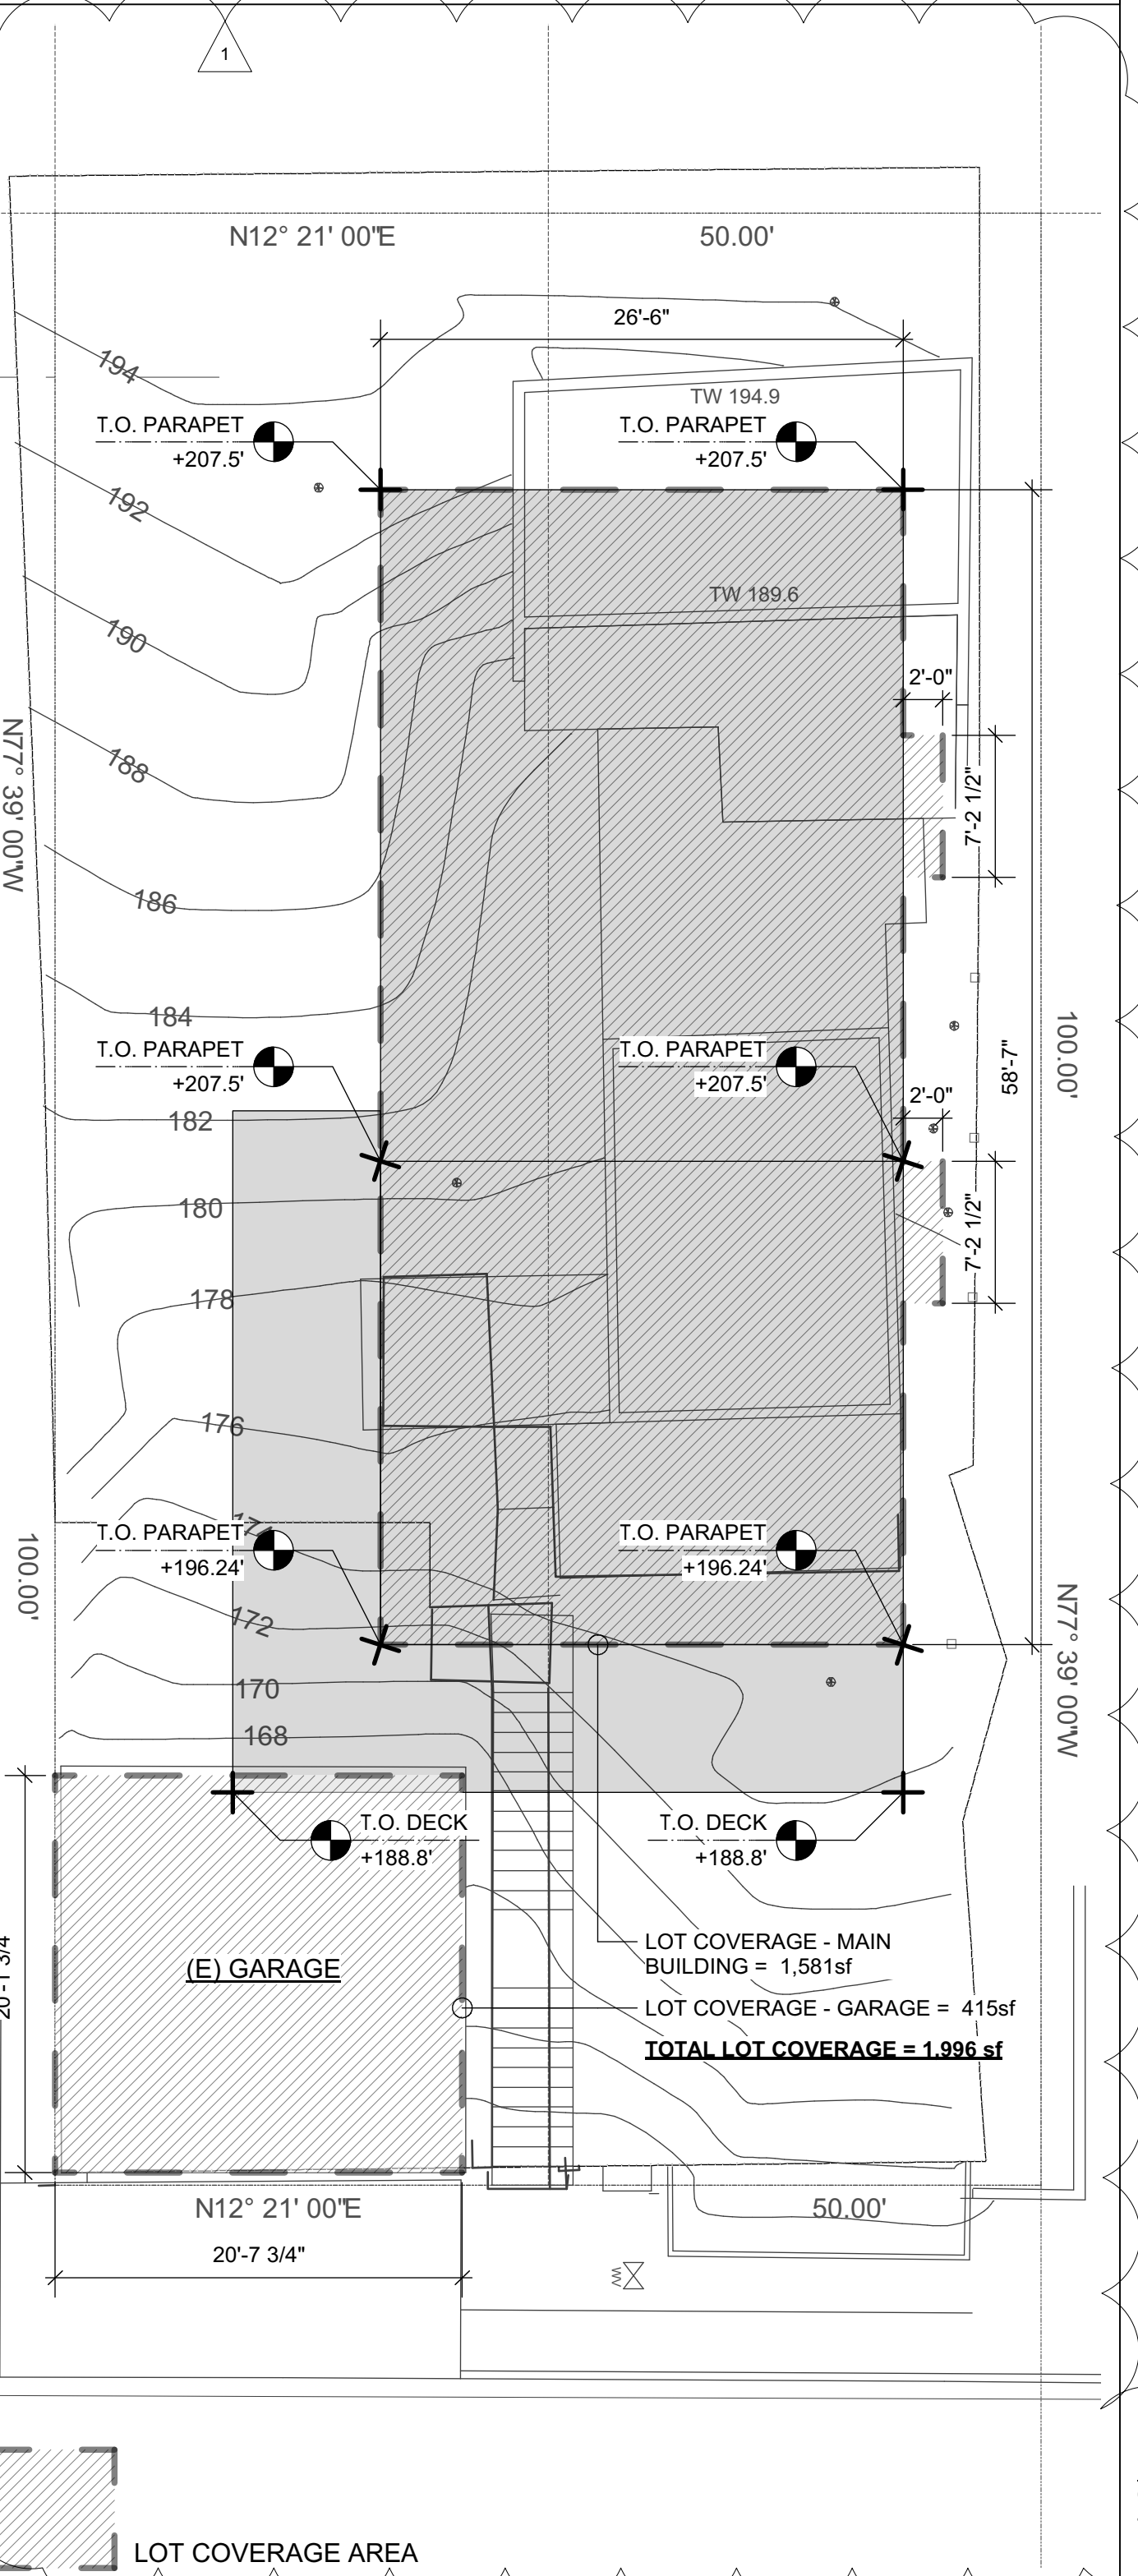 1
N12° 21' 00"E
50.00'
26'-6"
194
TW 194.9
T.O. PARAPET
+207.5'
T.O. PARAPET
+207.5'
192
TW 189.6
190
2'-0"
N77° 39' 00"W
188
7'-2 1/2"
186
184
100.00'
T.O. PARAPET
+207.5'
T.O. PARAPET
+207.5'
58'-7"
2'-0"
182
180
7'-2 1/2"
178
176
100.00'
T.O. PARAPET
+196.24'
T.O. PARAPET
+196.24'
172
N77° 39' 00"W
170
168
T.O. DECK
+188.8'
T.O. DECK
+188.8'
LOT COVERAGE - MAIN
BUILDING = 1,581sf
20'-1 3/4
(E) GARAGE
LOT COVERAGE - GARAGE = 415sf
TOTAL LOT COVERAGE = 1,996 sf
N12° 21' 00"E
50.00'
20'-7 3/4"
W
LOT COVERAGE AREA